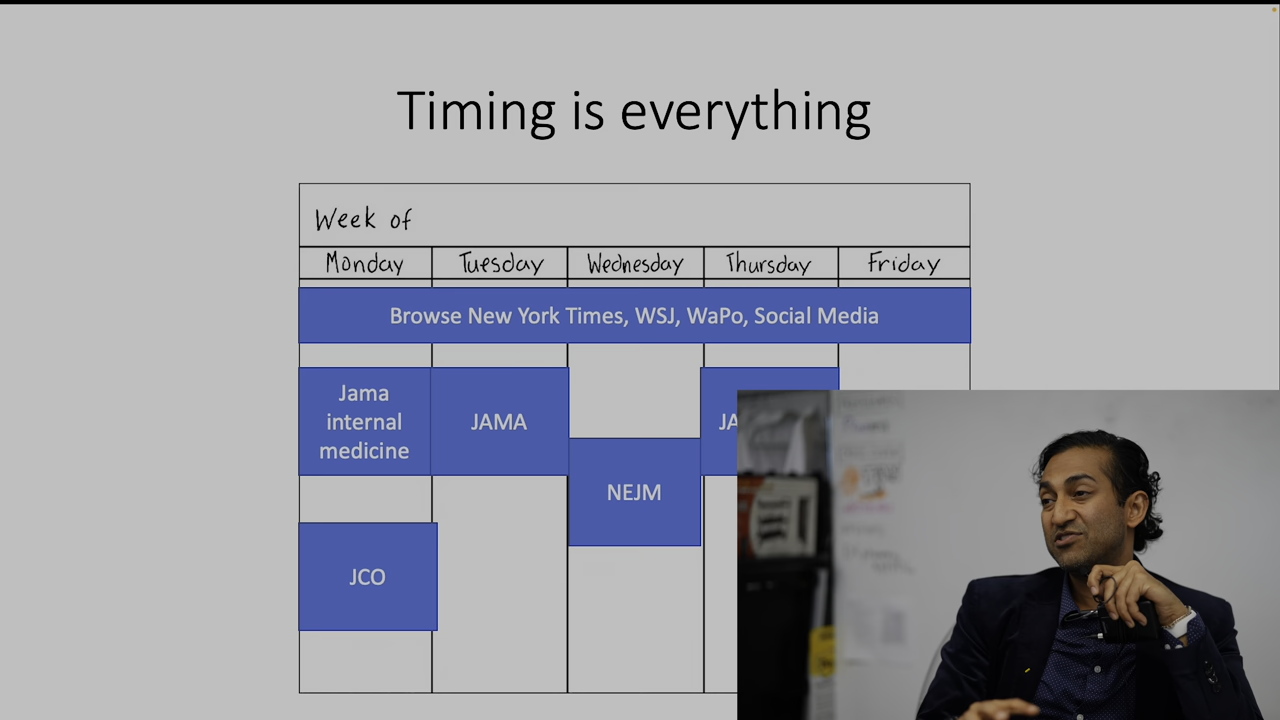 Timing is everything
Week of
Monday Tuesday Wednesday Thursday Friday
Browse New York Times, WSJ, WaPo, Social Media
Jama
internal
medicine
JAMA
JA
NEJM
JCO